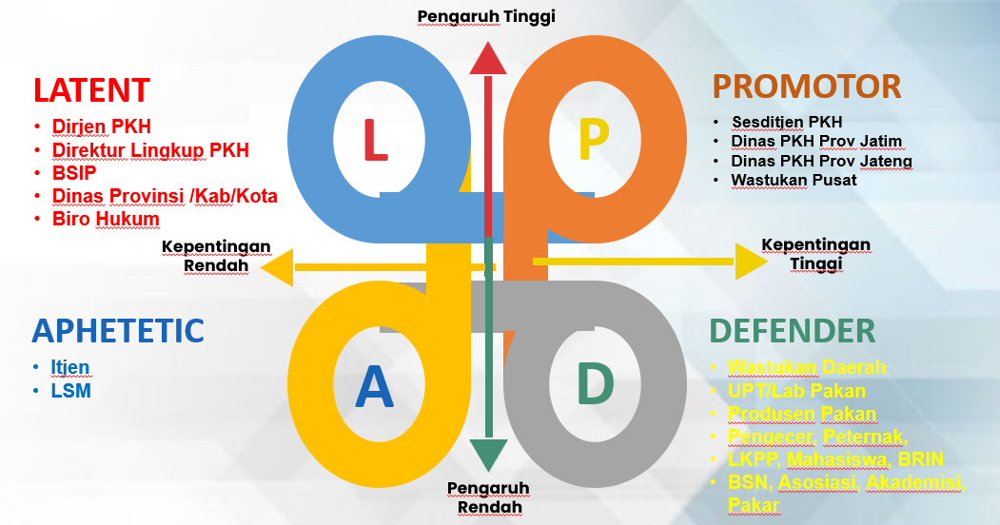 Pengaruh Tinggi
LATENT
• Dirjen PKH
• Direktur Lingkup PKH
• BSIP
• Dinas Provinsi /Kab/Kota
• Biro Hukum
L
P
PROMOTOR
• Sesditjen PKH
• Dinas PKH Prov Jatim
• Dinas PKH Prov Jateng
• Wastukan Pusat
Kepentingan
Rendah
Kepentingan
Tinggi
APHETETIC
• Itjen
• LSM
A
D
DEFENDER
• Wastukan Daerah
• UPT/Lab Pakan
• Produsen Pakan
• Pengecer, Peternak,
• LKPP, Mahasiswa, BRIN
• BSN, Asosiasi, Akademisi,
Pakar
Pengaruh
Rendah